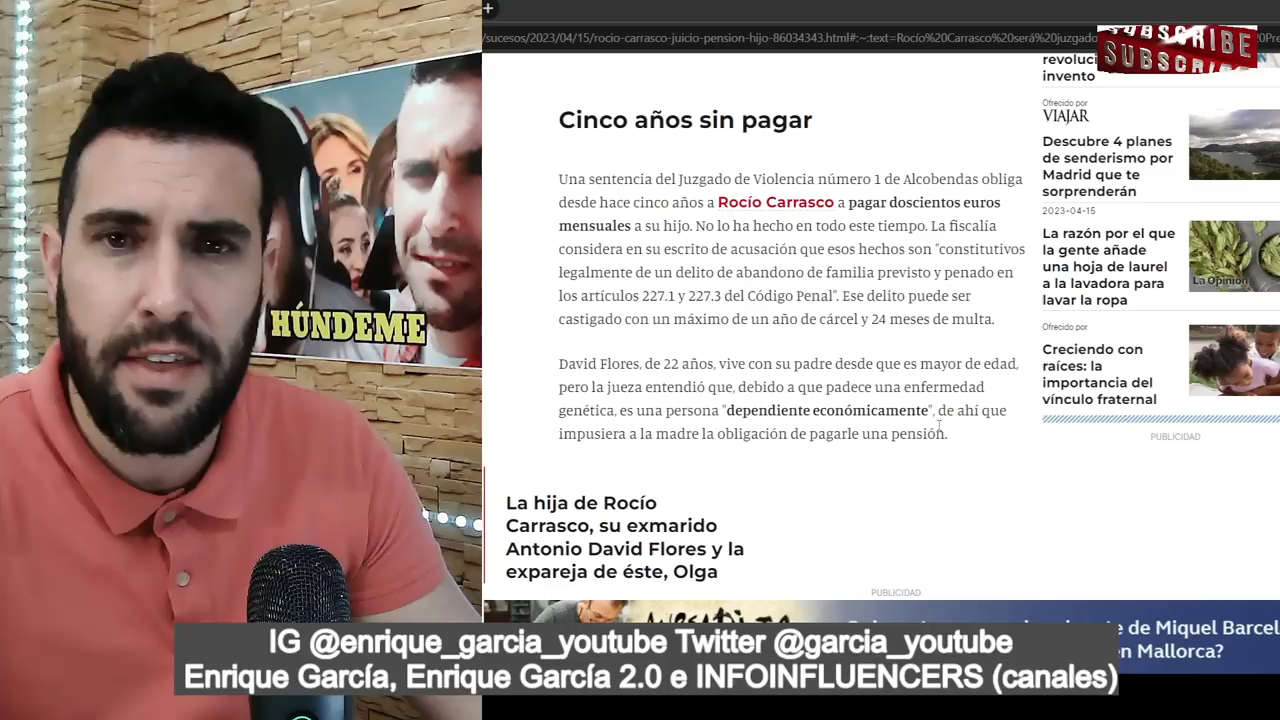 +
/sucesos/2023/04/15/rocio-carrasco-juicio-pension-hijo-86034343.html#:~:text=Rocío%20Carrasco%20será%20juzgado
SUBSCRIBE
SUBSCRIBE
HÚNDEME
Cinco años sin pagar
Una sentencia del Juzgado de Violencia número 1 de Alcobendas obliga
desde hace cinco años a Rocío Carrasco a pagar doscientos euros
mensuales a su hijo. No lo ha hecho en todo este tiempo. La fiscalía
considera en su escrito de acusación que esos hechos son "constitutivos
legalmente de un delito de abandono de familia previsto y penado en
los artículos 227.1 y 227.3 del Código Penal". Ese delito puede ser
castigado con un máximo de un año de cárcel y 24 meses de multa.
David Flores, de 22 años, vive con su padre desde que es mayor de edad,
pero la jueza entendió que, debido a que padece una enfermedad
genética, es una persona "dependiente económicamente", de ahí que
impusiera a la madre la obligación de pagarle una pensión.
La hija de Rocío
Carrasco, su exmarido
Antonio David Flores y la
expareja de éste, Olga
invento
Ofrecido por
VIAJAR
Descubre 4 planes
de senderismo por
Madrid que te
sorprenderán
2023-04-15
La razón por el que
la gente añade
una hoja de laurel
a la lavadora para
lavar la ropa
La Opinión
Ofrecido por
Creciendo con
raíces: la
importancia del
vínculo fraternal
PUBLICIDAD
PUBLICIDAD
te de Miquel Barcel
en Mallorca?
IG @enrique_garcia_youtube Twitter @garcia_youtube
Enrique García, Enrique García 2.0 e INFOINFLUENCERS (canales)